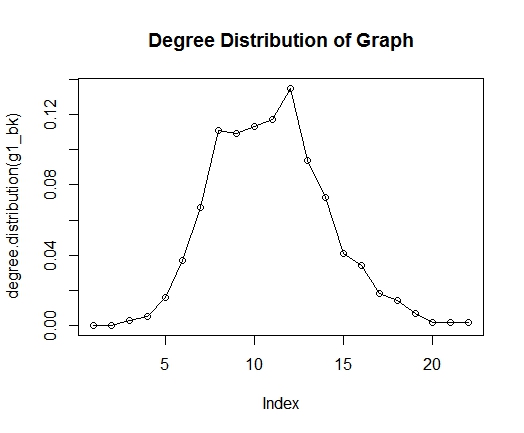 Degree Distribution of Graph
degree.distribution(g1_bk)
0.12
0.08
0.04
0.00
5 10 15 20
Index